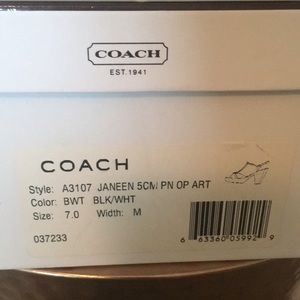 COACH
EST. 1941
COACH
Style: A3107 JANEEN 5CM PN OP ART
Color: BWT BLK/WHT
Size: 7.0 Width: M
037233
6 63360 05992 9